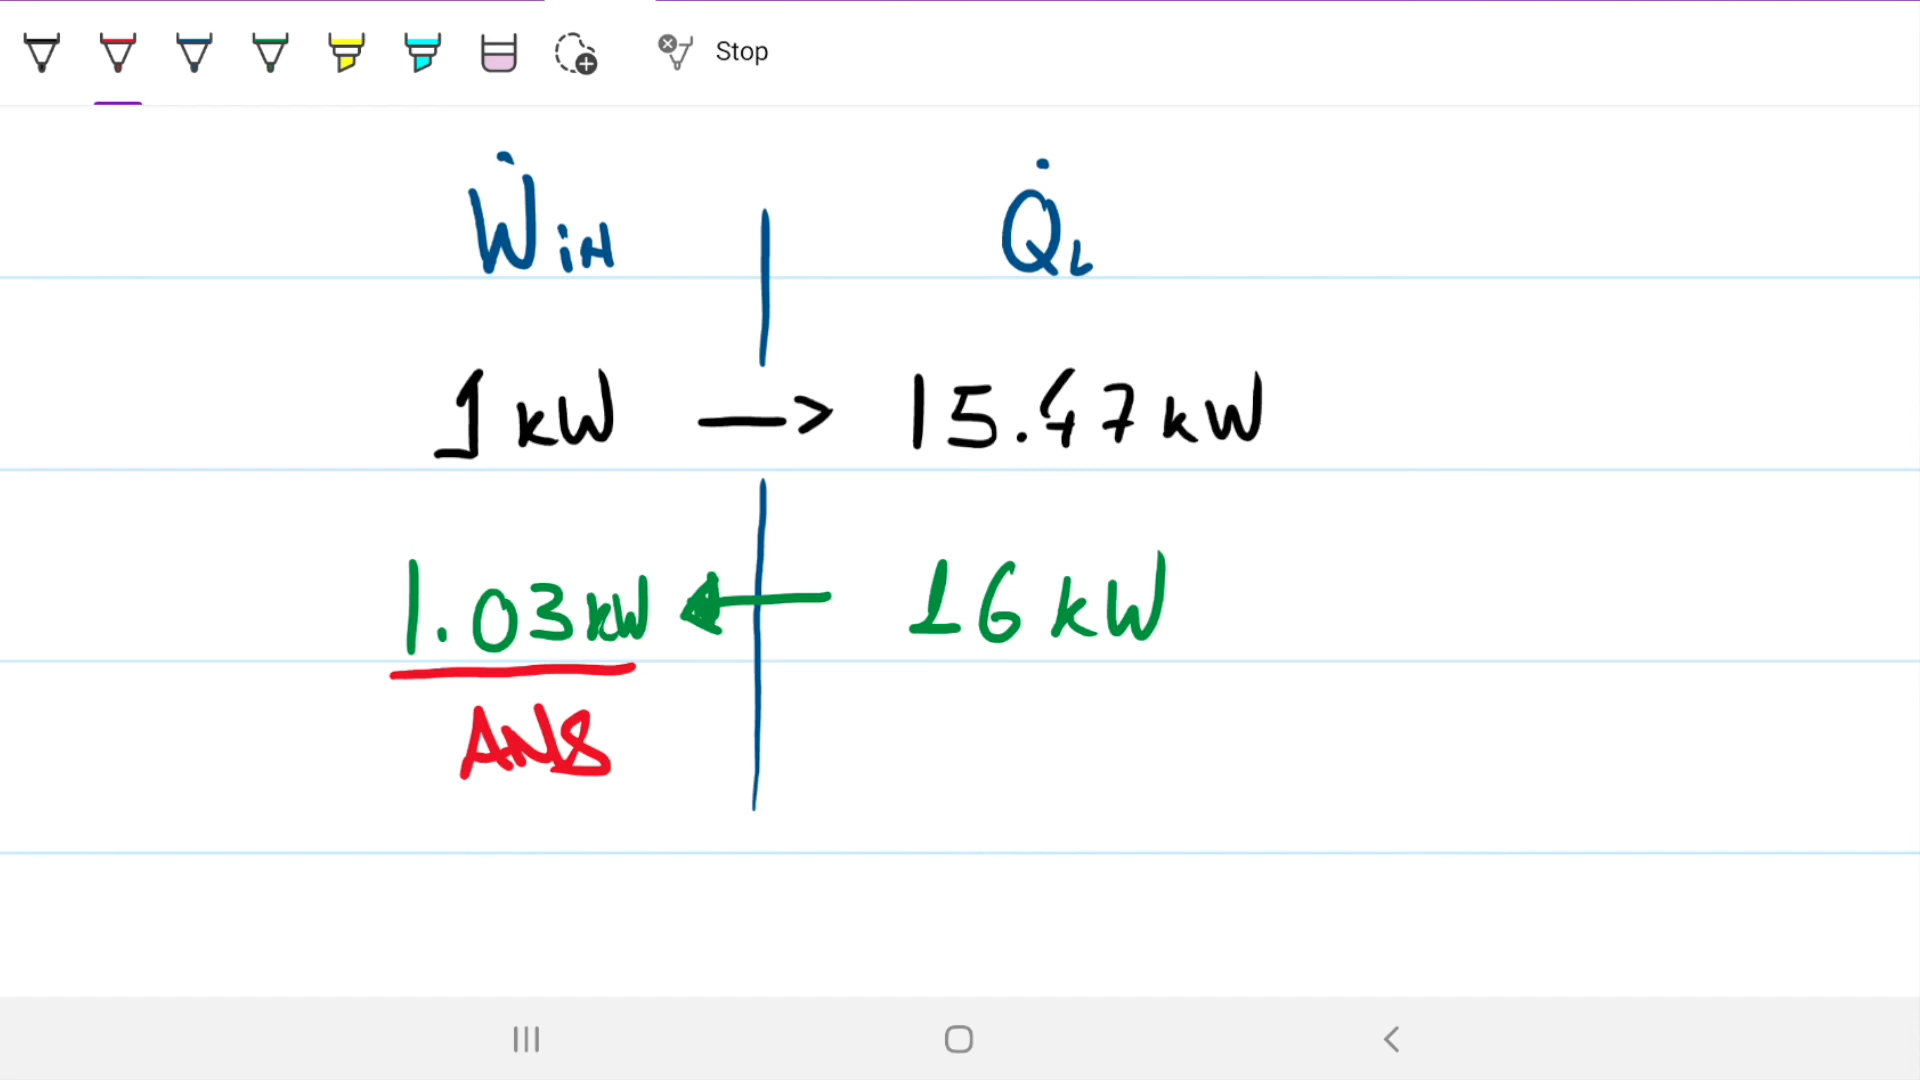 Stop
Ẇin Q̇L
1 kW → 15.47 kW
1.03 kW ← 16 kW
ANS